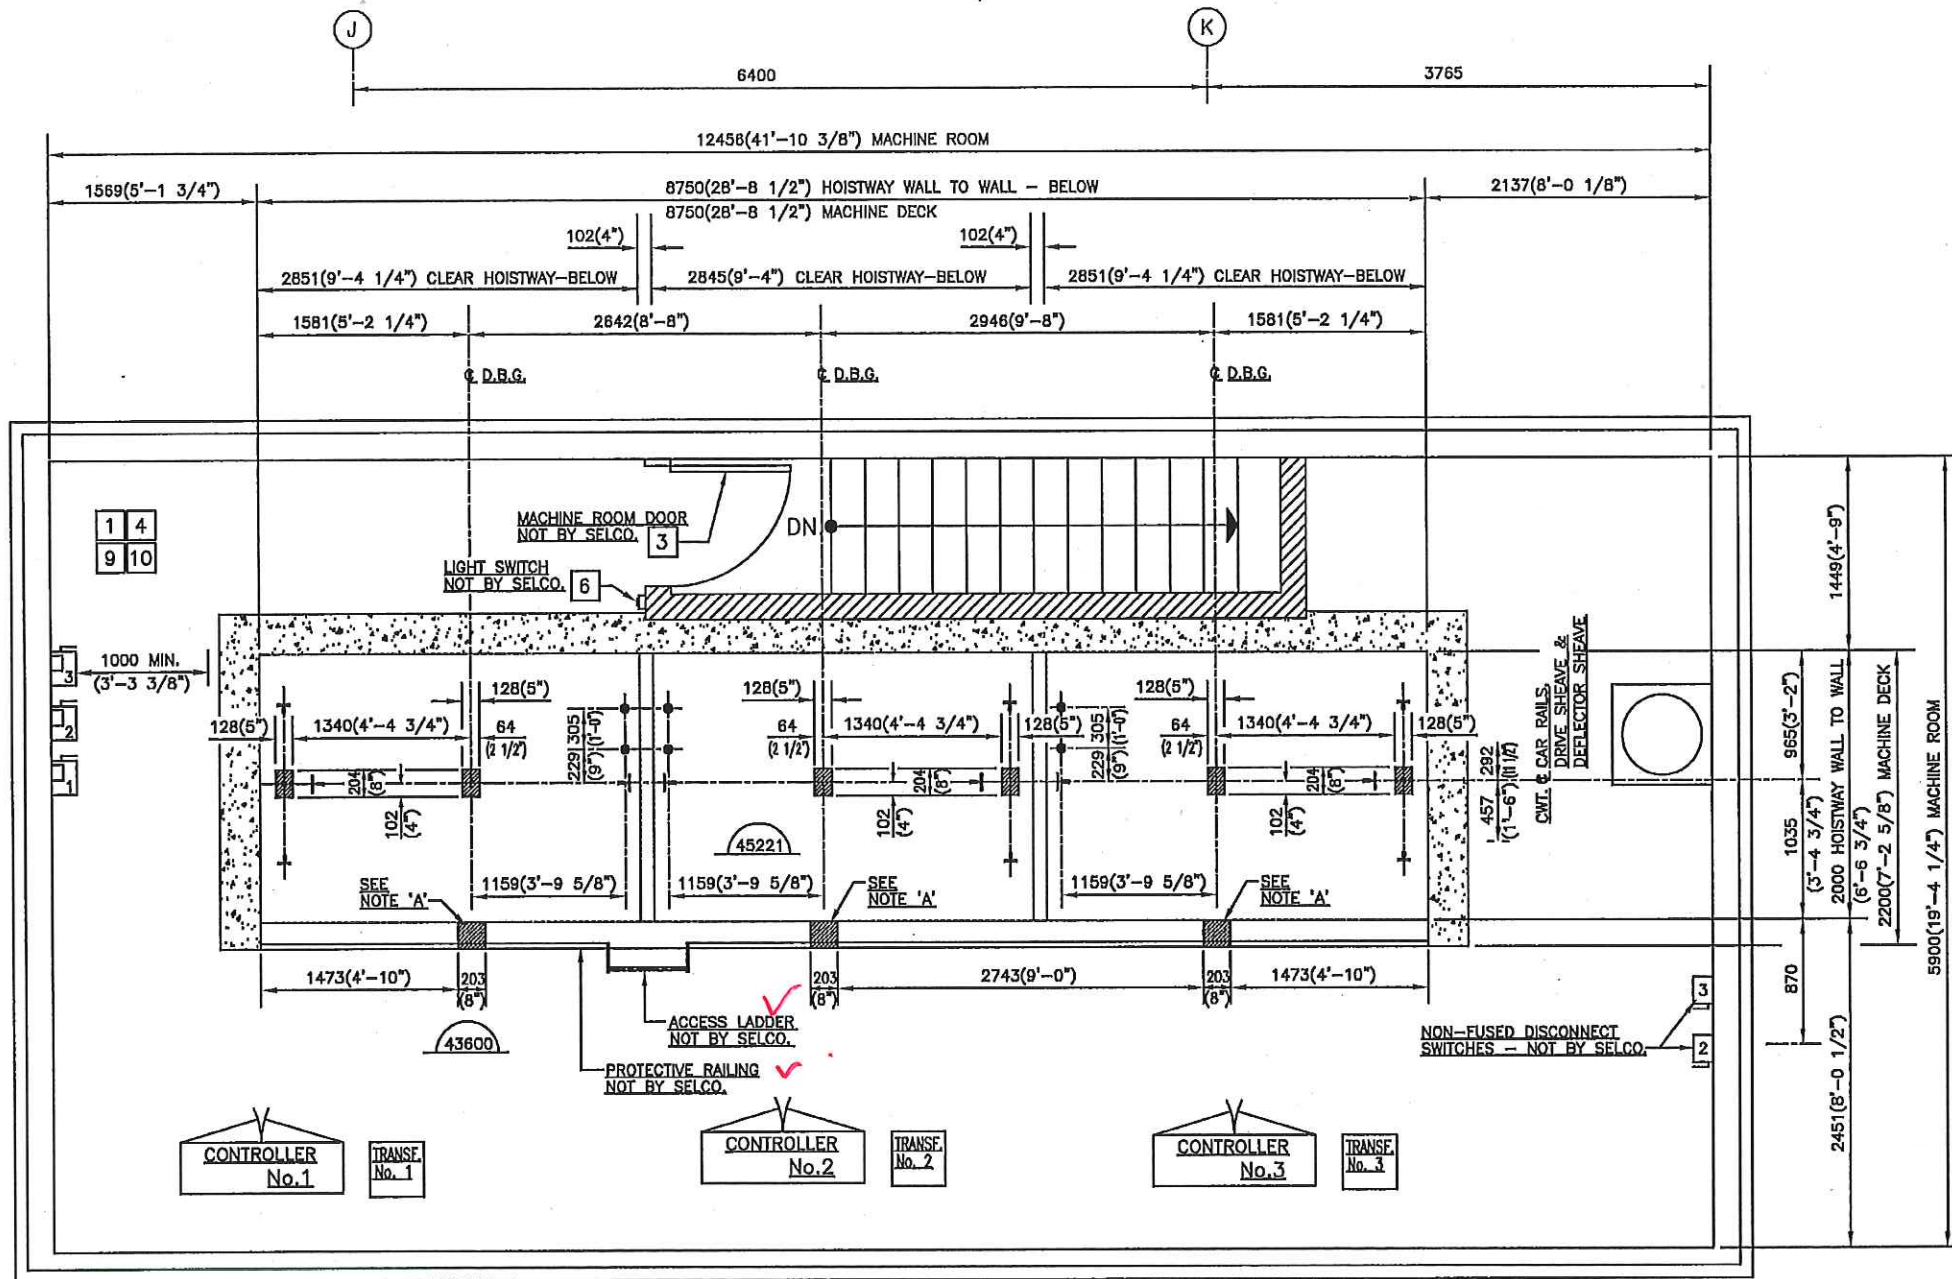 J
K
6400
3765
12456(41'-10 3/8") MACHINE ROOM
1569(5'-1 3/4")
8750(28'-8 1/2") HOISTWAY WALL TO WALL - BELOW
2137(8'-0 1/8")
8750(28'-8 1/2") MACHINE DECK
102(4")
102(4")
2851(9'-4 1/4") CLEAR HOISTWAY-BELOW
2845(9'-4") CLEAR HOISTWAY-BELOW
2851(9'-4 1/4") CLEAR HOISTWAY-BELOW
1581(5'-2 1/4")
2642(8'-8")
2946(9'-8")
1581(5'-2 1/4")
℄ D.B.G.
℄ D.B.G.
℄ D.B.G.
1 4
9 10
MACHINE ROOM DOOR
NOT BY SELCO.
3
DN
LIGHT SWITCH
NOT BY SELCO.
6
1449(4'-9")
3
2
1
1000 MIN.
(3'-3 3/8")
128(5")
128(5")
1340(4'-4 3/4")
64
(2 1/2")
204
(8")
102
(4")
229 305
(9") (1'-0")
128(5")
64
(2 1/2")
1340(4'-4 3/4")
128(5")
204
(8")
102
(4")
229 305
(9") (1'-0")
128(5")
64
(2 1/2")
1340(4'-4 3/4")
128(5")
204
(8")
102
(4")
457 292
(1'-6")
CWT. ℄ CAR RAILS,
DRIVE SHEAVE &
DEFLECTOR SHEAVE
965(3'-2")
1035
(3'-4 3/4")
2000 HOISTWAY WALL TO WALL
(6'-6 3/4")
2200(7'-2 5/8") MACHINE DECK
5900(19'-4 1/4") MACHINE ROOM
45221
1159(3'-9 5/8")
1159(3'-9 5/8")
1159(3'-9 5/8")
SEE
NOTE 'A'
SEE
NOTE 'A'
SEE
NOTE 'A'
1473(4'-10")
203
(8")
203
(8")
2743(9'-0")
203
(8")
1473(4'-10")
870
2451(8'-0 1/2")
43600
ACCESS LADDER
NOT BY SELCO.
PROTECTIVE RAILING
NOT BY SELCO.
NON-FUSED DISCONNECT
SWITCHES - NOT BY SELCO.
3
2
CONTROLLER
No.1
TRANSF.
No. 1
CONTROLLER
No.2
TRANSF.
No. 2
CONTROLLER
No.3
TRANSF.
No. 3